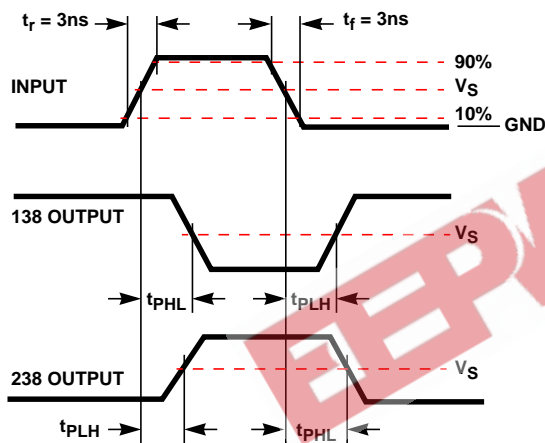 tr = 3ns
tf = 3ns
90%
INPUT
VS
10%
GND
138 OUTPUT
VS
tPHL
tPLH
238 OUTPUT
VS
tPLH
tPHL